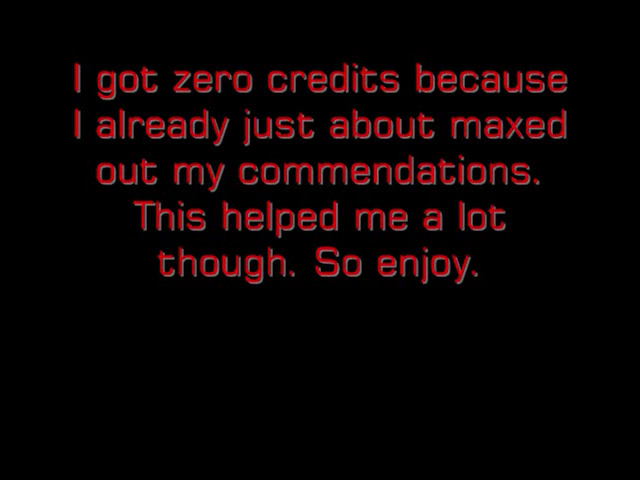 I got zero credits because
I already just about maxed
out my commendations.
This helped me a lot
though. So enjoy.